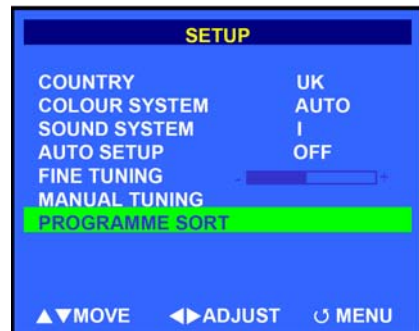 SETUP
COUNTRY UK
COLOUR SYSTEM AUTO
SOUND SYSTEM I
AUTO SETUP OFF
FINE TUNING - +
MANUAL TUNING
PROGRAMME SORT
▲▼MOVE ◀▶ADJUST ↺ MENU